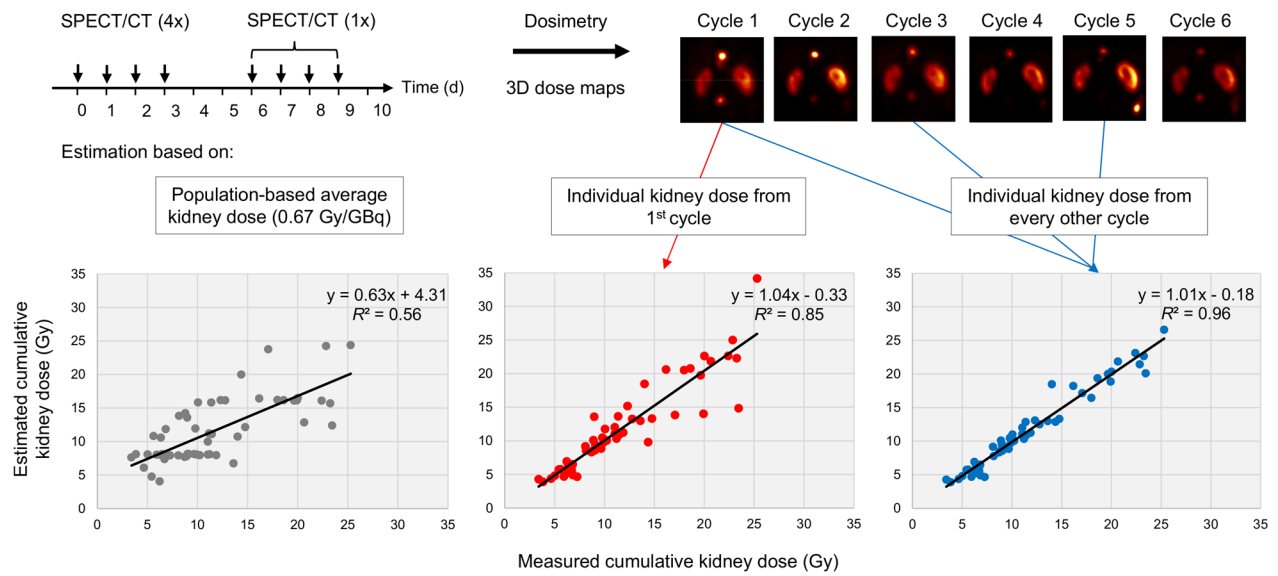 SPECT/CT (4x)
SPECT/CT (1x)
Time (d)
0 1 2 3 4 5 6 7 8 9 10
Dosimetry
3D dose maps
Cycle 1 Cycle 2 Cycle 3 Cycle 4 Cycle 5 Cycle 6
Estimation based on:
Population-based average
kidney dose (0.67 Gy/GBq)
Individual kidney dose from
1st cycle
Individual kidney dose from
every other cycle
Estimated cumulative
kidney dose (Gy)
35
30
25
20
15
10
5
0
0 5 10 15 20 25 30 35
y = 0.63x + 4.31
R² = 0.56
35
30
25
20
15
10
5
0
0 5 10 15 20 25 30 35
y = 1.04x - 0.33
R² = 0.85
35
30
25
20
15
10
5
0
0 5 10 15 20 25 30 35
y = 1.01x - 0.18
R² = 0.96
Measured cumulative kidney dose (Gy)